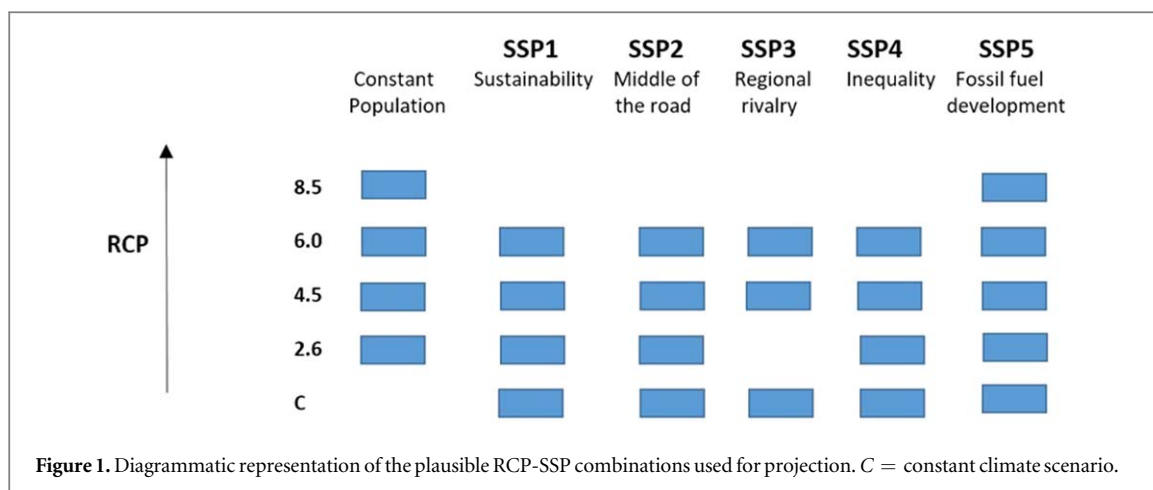 SSP1 SSP2 SSP3 SSP4 SSP5
Constant Sustainability Middle of Regional Inequality Fossil fuel
Population the road rivalry development
8.5
RCP 6.0
4.5
2.6
C
Figure 1. Diagrammatic representation of the plausible RCP-SSP combinations used for projection. C = constant climate scenario.